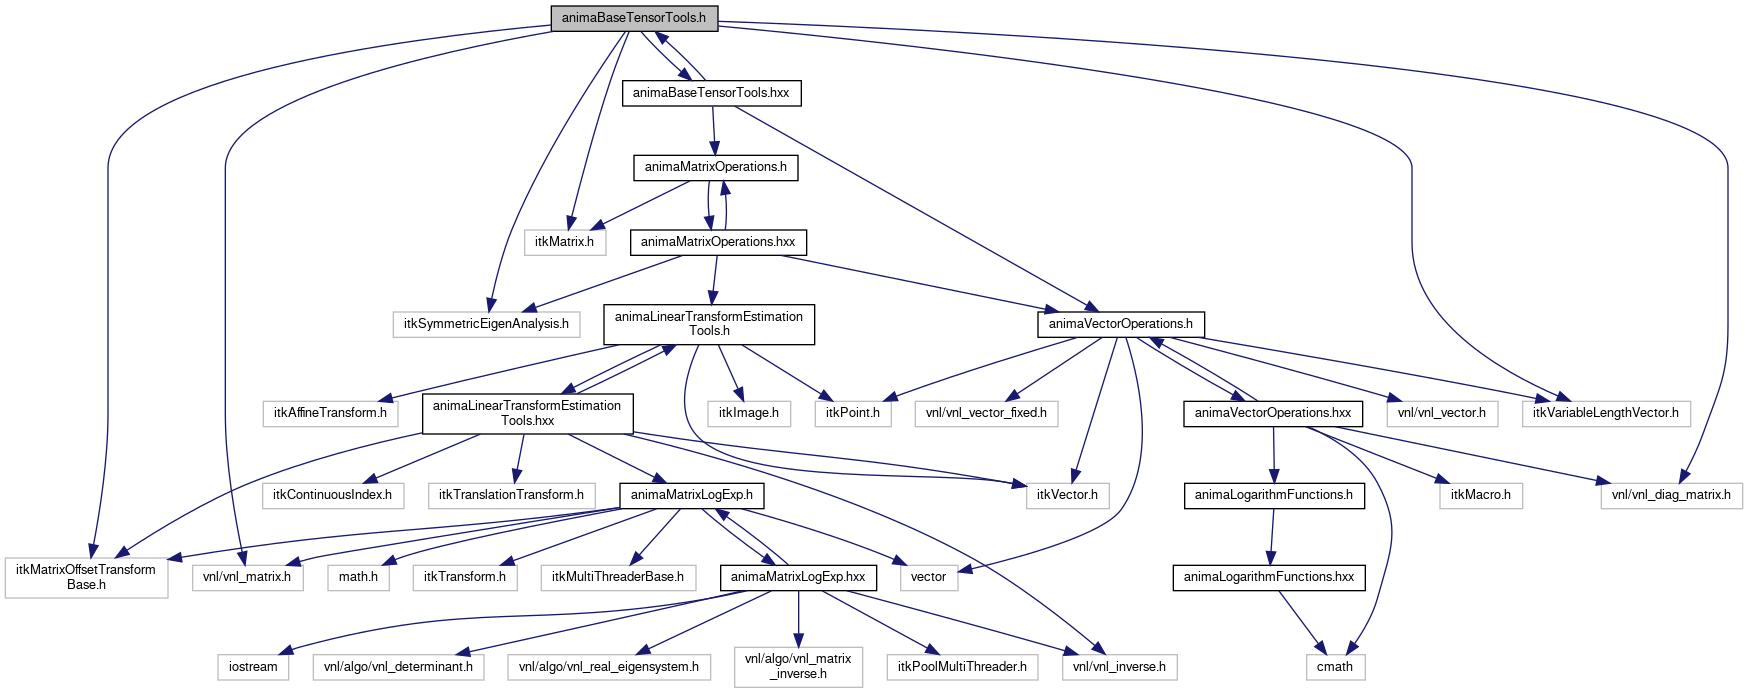 animaBaseTensorTools.h
animaBaseTensorTools.hxx
animaMatrixOperations.h
itkMatrix.h
animaMatrixOperations.hxx
itkSymmetricEigenAnalysis.h
animaLinearTransformEstimation
Tools.h
animaVectorOperations.h
itkAffineTransform.h
animaLinearTransformEstimation
Tools.hxx
itkImage.h
itkPoint.h
vnl/vnl_vector_fixed.h
animaVectorOperations.hxx
vnl/vnl_vector.h
itkVariableLengthVector.h
itkContinuousIndex.h
itkTranslationTransform.h
animaMatrixLogExp.h
itkVector.h
animaLogarithmFunctions.h
itkMacro.h
vnl/vnl_diag_matrix.h
itkMatrixOffsetTransform
Base.h
vnl/vnl_matrix.h
math.h
itkTransform.h
itkMultiThreaderBase.h
animaMatrixLogExp.hxx
vector
animaLogarithmFunctions.hxx
iostream
vnl/algo/vnl_determinant.h
vnl/algo/vnl_real_eigensystem.h
vnl/algo/vnl_matrix
_inverse.h
itkPoolMultiThreader.h
vnl/vnl_inverse.h
cmath